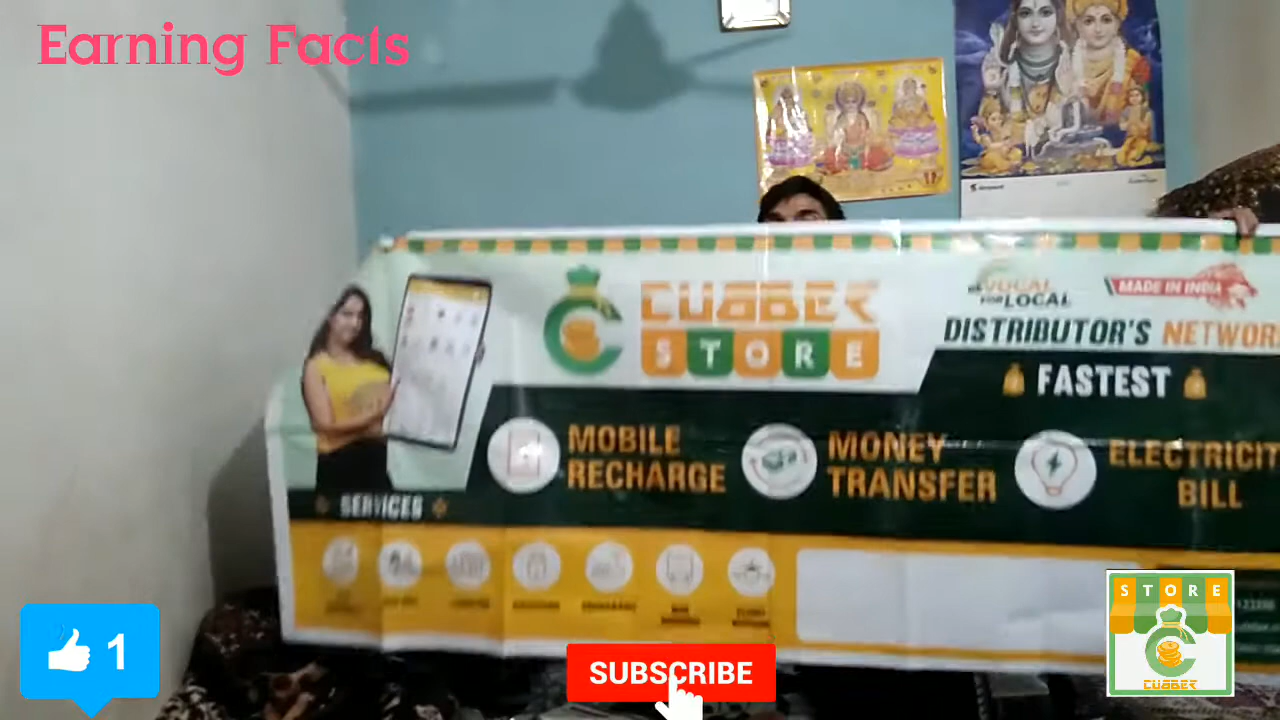 Earning Facts
CUBBER
STORE
VOCAL
FOR LOCAL
MADE IN INDIA
DISTRIBUTOR'S NETWORK
FASTEST
MOBILE
RECHARGE
MONEY
TRANSFER
ELECTRICIT
BILL
SERVICES
STORE
CUBBER
1
SUBSCRIBE